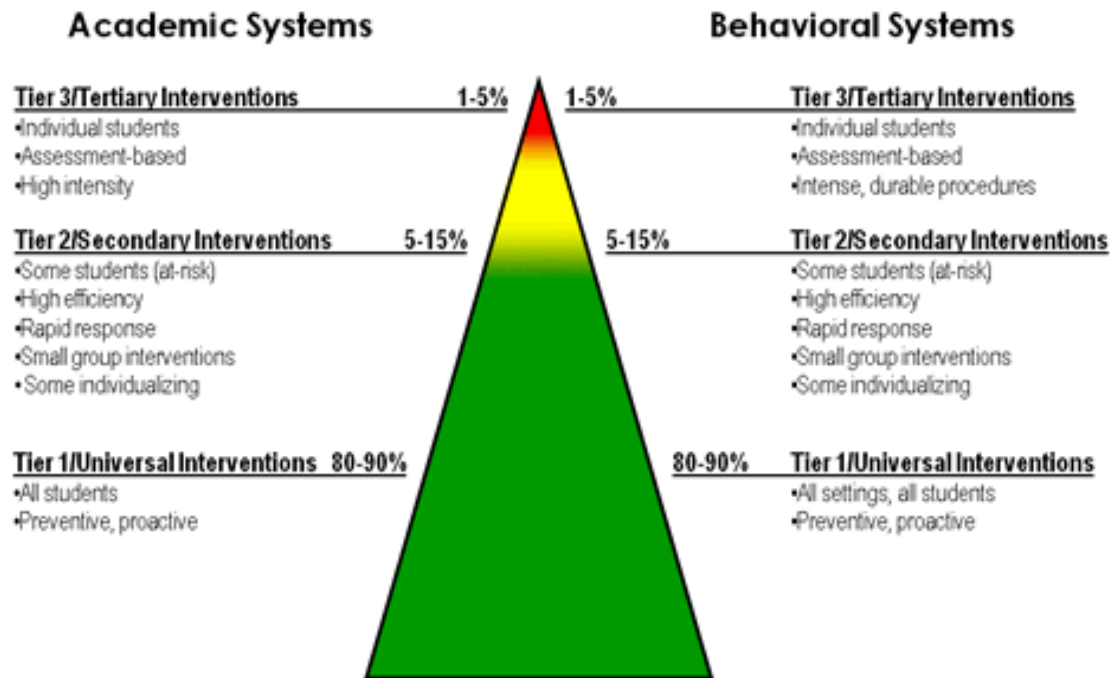 Academic Systems
Behavioral Systems
Tier 3/Tertiary Interventions 1-5%
•Individual students
•Assessment-based
•High intensity
1-5% Tier 3/Tertiary Interventions
•Individual students
•Assessment-based
•Intense, durable procedures
Tier 2/Secondary Interventions 5-15%
•Some students (at-risk)
•High efficiency
•Rapid response
•Small group interventions
•Some individualizing
5-15% Tier 2/Secondary Interventions
•Some students (at-risk)
•High efficiency
•Rapid response
•Small group interventions
•Some individualizing
Tier 1/Universal Interventions 80-90%
•All students
•Preventive, proactive
80-90% Tier 1/Universal Interventions
•All settings, all students
•Preventive, proactive